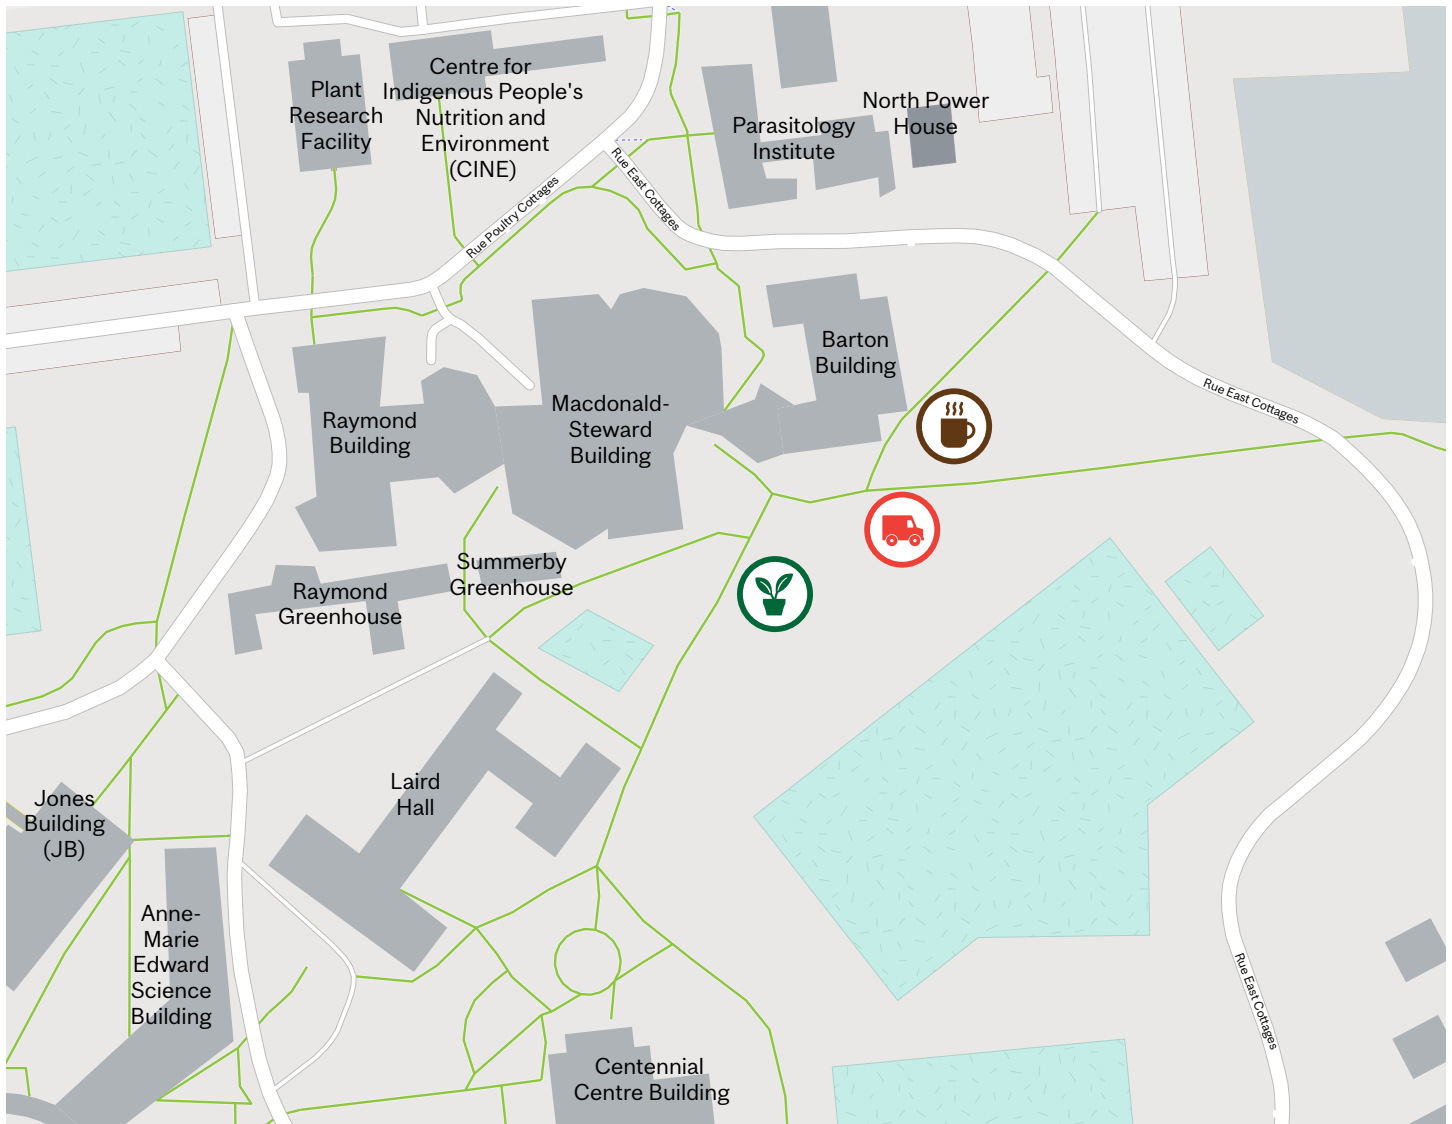 Centre for
Indigenous People's
Nutrition and
Environment
(CINE)
Plant
Research
Facility
North Power
House
Parasitology
Institute
Rue East Cottages
Rue Poultry Cottages
Barton
Building
Rue East Cottages
Macdonald-
Steward
Building
Raymond
Building
Summerby
Greenhouse
Raymond
Greenhouse
Laird
Hall
Jones
Building
(JB)
Anne-
Marie
Edward
Science
Building
Rue East Cottages
Centennial
Centre Building